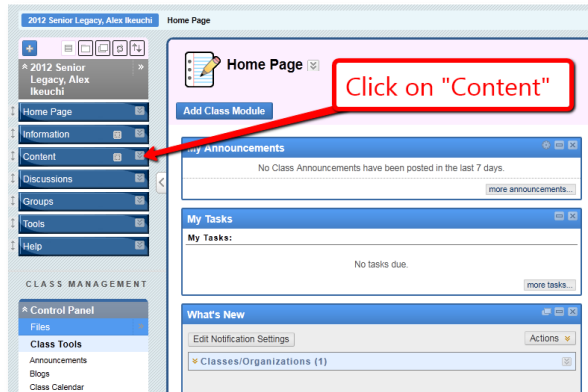 2012 Senior Legacy, Alex Ikeuchi Home Page
2012 Senior
Legacy, Alex
Ikeuchi
Home Page
Information
Content
Discussions
Groups
Tools
Help
CLASS MANAGEMENT
Control Panel
Files
Class Tools
Announcements
Blogs
Class Calendar
Home Page
Click on "Content"
Add Class Module
My Announcements
No Class Announcements have been posted in the last 7 days.
more announcements...
My Tasks
My Tasks:
No tasks due.
more tasks...
What's New
Edit Notification Settings
Actions
Classes/Organizations (1)